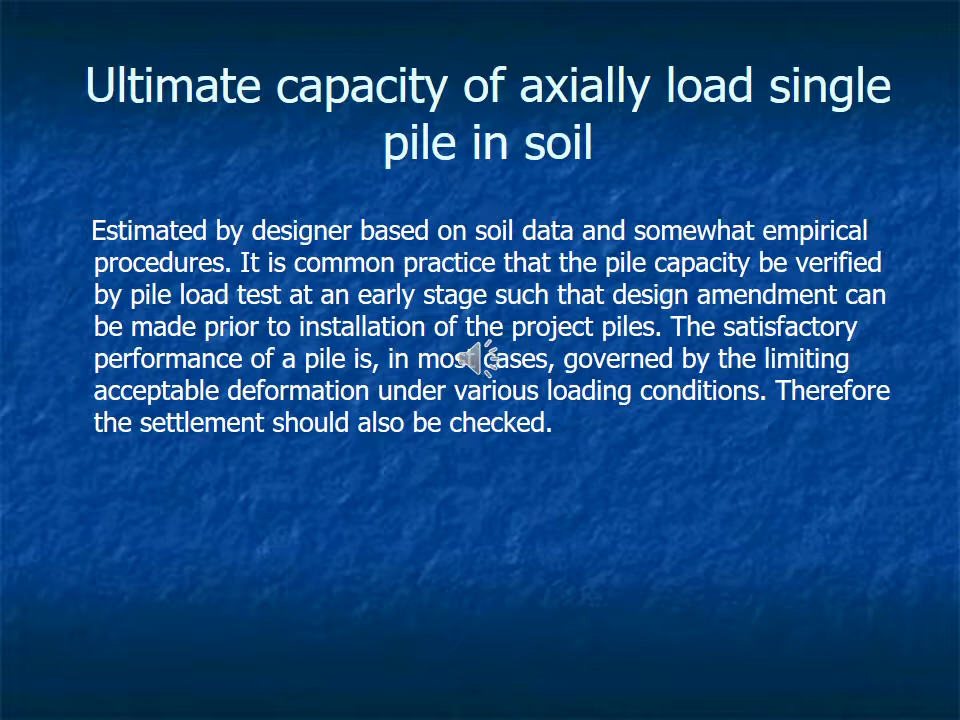 Ultimate capacity of axially load single
pile in soil
Estimated by designer based on soil data and somewhat empirical
procedures. It is common practice that the pile capacity be verified
by pile load test at an early stage such that design amendment can
be made prior to installation of the project piles. The satisfactory
performance of a pile is, in most cases, governed by the limiting
acceptable deformation under various loading conditions. Therefore
the settlement should also be checked.